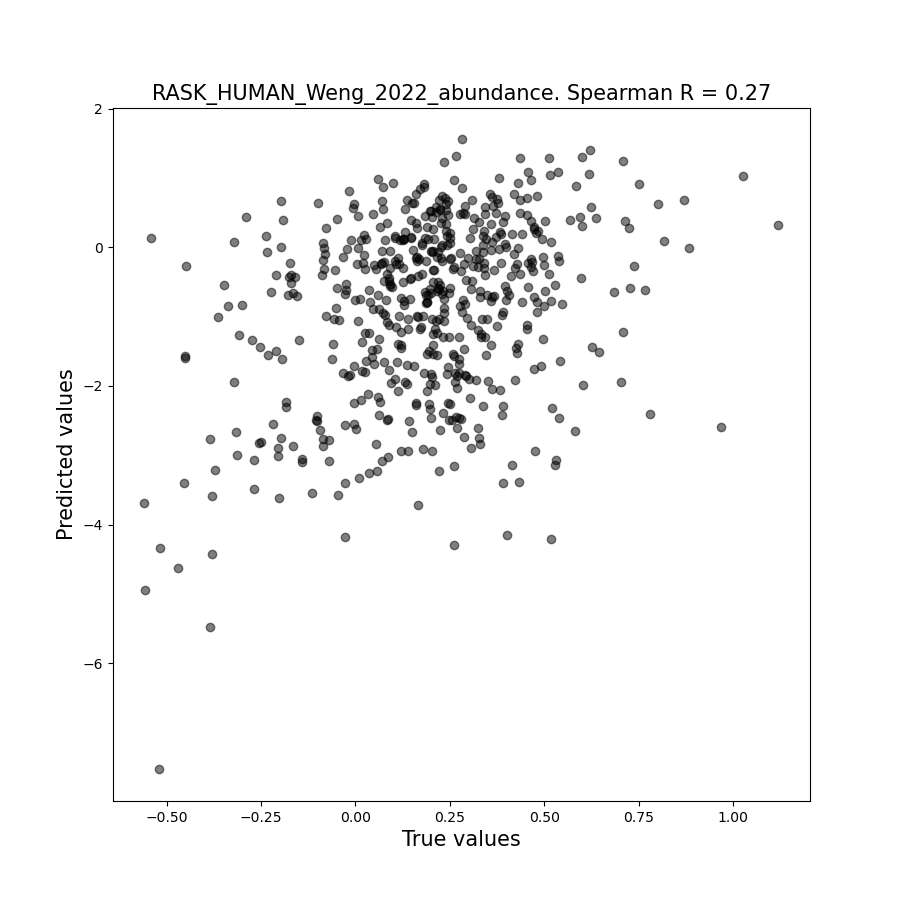 RASK_HUMAN_Weng_2022_abundance. Spearman R = 0.27
2
0
−2
−4
−6
Predicted values
−0.50 −0.25 0.00 0.25 0.50 0.75 1.00
True values